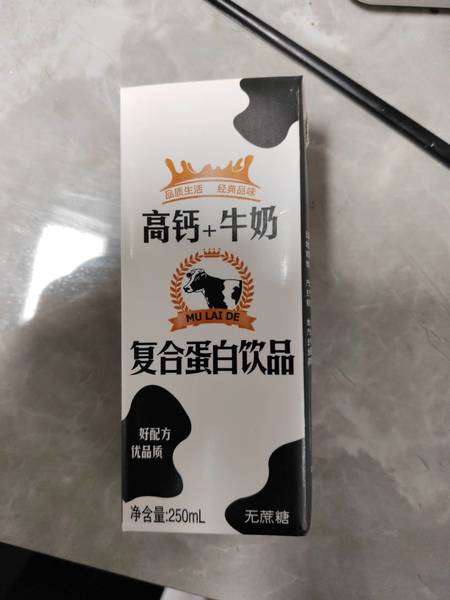 品质生活 经典品味
高钙+牛奶
MU LAI DE
复合蛋白饮品
好配方
优品质
净含量:250mL
无蔗糖